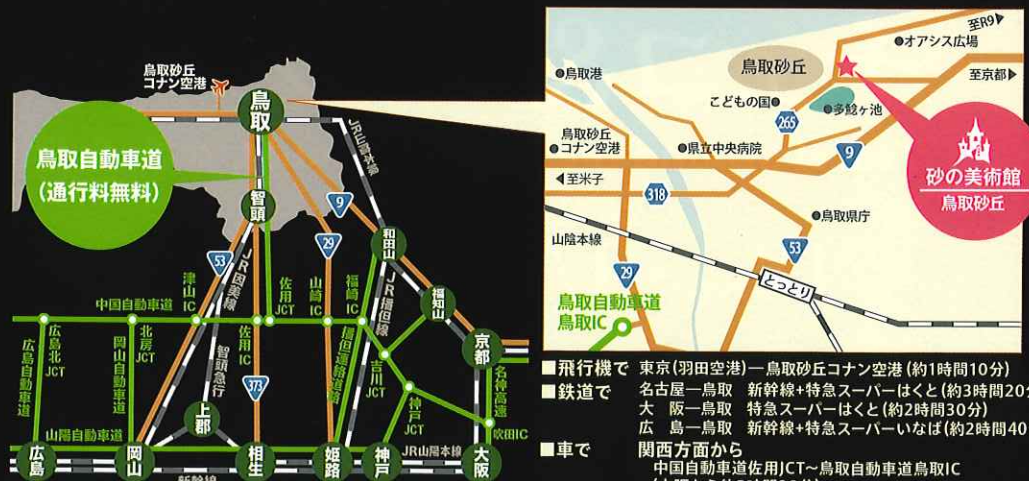 鳥取砂丘
コナン空港
鳥取
鳥取自動車道
(通行料無料)
智頭
JR山陰本線
9
53
29
和田山
JR因美線
津山IC
佐用JCT
山崎IC
福崎IC
JR播但線
福知山
中国自動車道
広島北JCT
広島自動車道
北房JCT
岡山自動車道
智頭急行
佐用IC
播但連絡道路
吉川JCT
京都
名神高速
373
上郡
神戸JCT
吹田IC
山陽自動車道
JR山陽本線
広島
岡山
相生
姫路
神戸
大阪
新幹線
至R9
オアシス広場
鳥取砂丘
鳥取港
至京都
こどもの国
多鯰ヶ池
265
鳥取砂丘
コナン空港
県立中央病院
9
砂の美術館
鳥取砂丘
至米子
318
鳥取県庁
山陰本線
53
29
とっとり
鳥取自動車道
鳥取IC
■飛行機で 東京(羽田空港)―鳥取砂丘コナン空港(約1時間10分)
■鉄道で 名古屋―鳥取 新幹線+特急スーパーはくと(約3時間20分
大 阪―鳥取 特急スーパーはくと(約2時間30分)
広 島―鳥取 新幹線+特急スーパーいなば(約2時間40
■車で 関西方面から
中国自動車道佐用JCT~鳥取自動車道鳥取IC